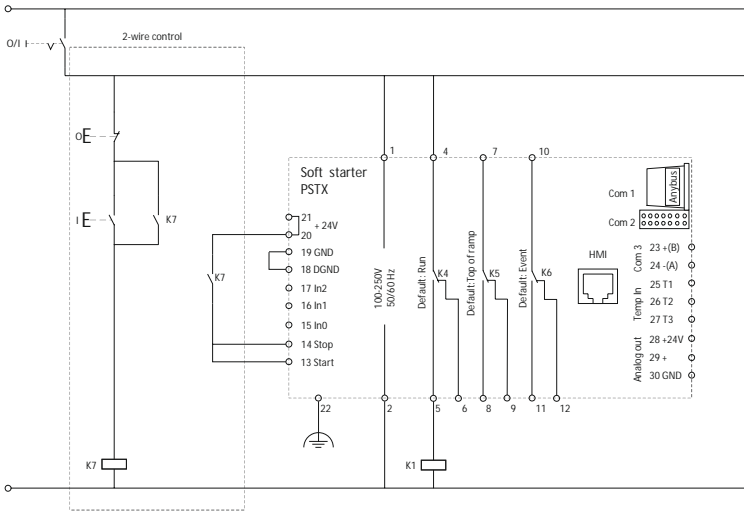 2-wire control
O/I
O
I
K7
K7
K7
Soft starter
PSTX
21
+ 24V
20
19 GND
18 DGND
17 In2
16 In1
15 In0
14 Stop
13 Start
22
1
100-250V
50/60 Hz
2
4
Default: Run
K4
5
6
K1
7
Default:Top of ramp
K5
8
9
10
Default: Event
K6
11
12
HMI
Com 1
Anybus
Com 2
Com 3
23 +(B)
24 -(A)
Temp In
25 T1
26 T2
27 T3
Analog out
28 +24V
29 +
30 GND